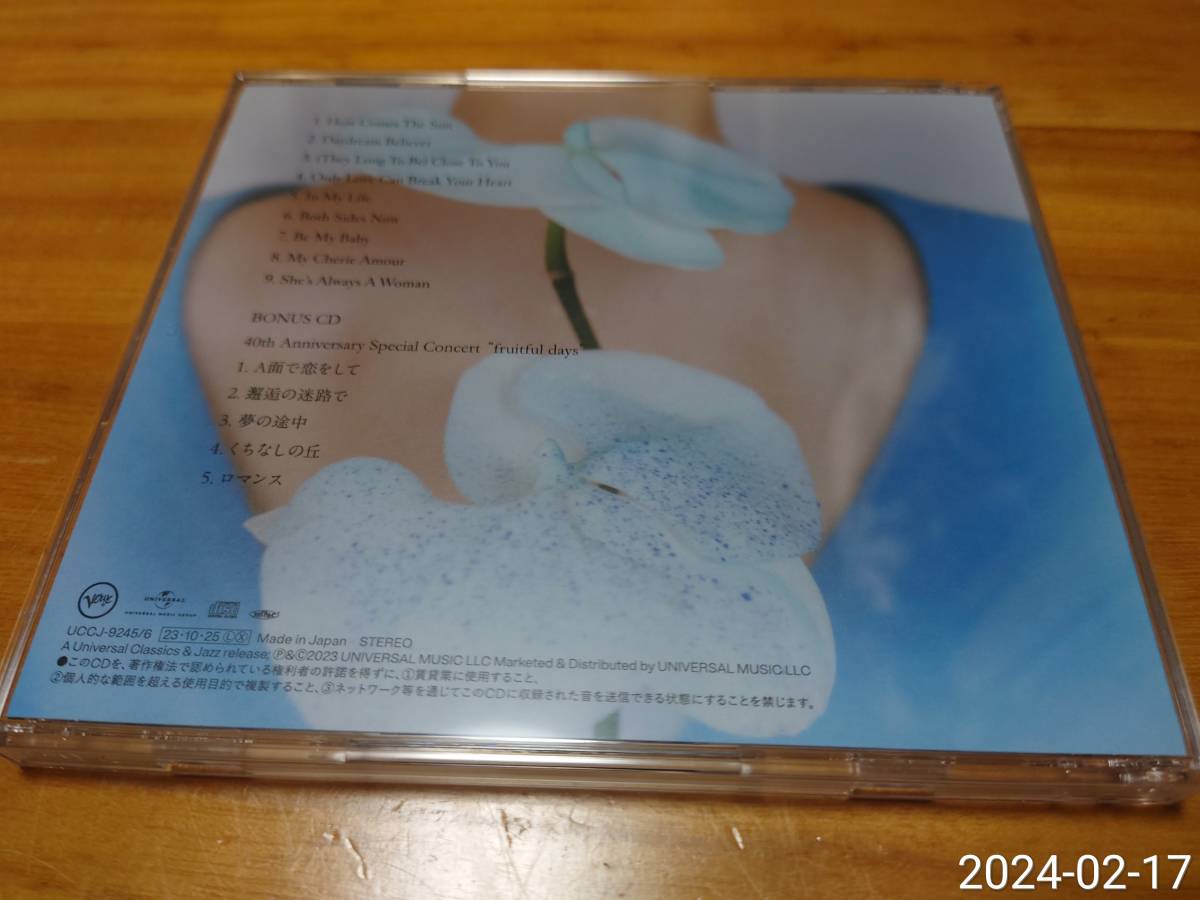 1. Here Comes The Sun
2. Daydream Believer
3. (They Long To Be) Close To You
4. Only Love Can Break Your Heart
5. In My Life
6. Both Sides Now
7. Be My Baby
8. My Cherie Amour
9. She's Always A Woman
BONUS CD
40th Anniversary Special Concert "fruitful days
1. A面で恋をして
2. 邂逅の迷路で
3. 夢の途中
4. くちなしの丘
5. ロマンス
Verve
UNIVERSAL
UNIVERSAL MUSIC GROUP
UCCJ-9245/6 23・10・25 Ⓛ Ⓧ Made in Japan STEREO
A Universal Classics & Jazz release; Ⓟ&Ⓒ2023 UNIVERSAL MUSIC LLC Marketed & Distributed by UNIVERSAL MUSIC LLC
●このCDを、著作権法で認められている権利者の許諾を得ずに、①賃貸業に使用すること、
②個人的な範囲を超える使用目的で複製すること、③ネットワーク等を通じてこのCDに収録された音を送信できる状態にすることを禁じます。
2024-02-17